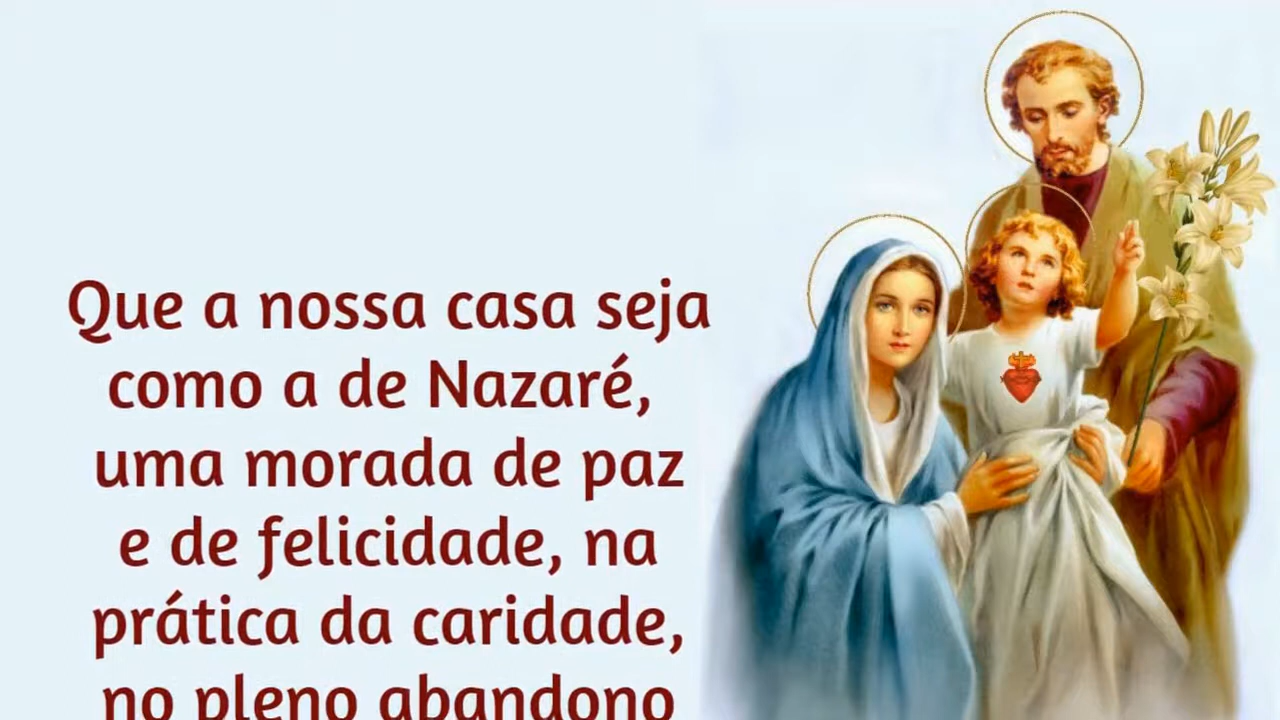 Que a nossa casa seja
como a de Nazaré,
uma morada de paz
e de felicidade, na
prática da caridade,
no pleno abandono